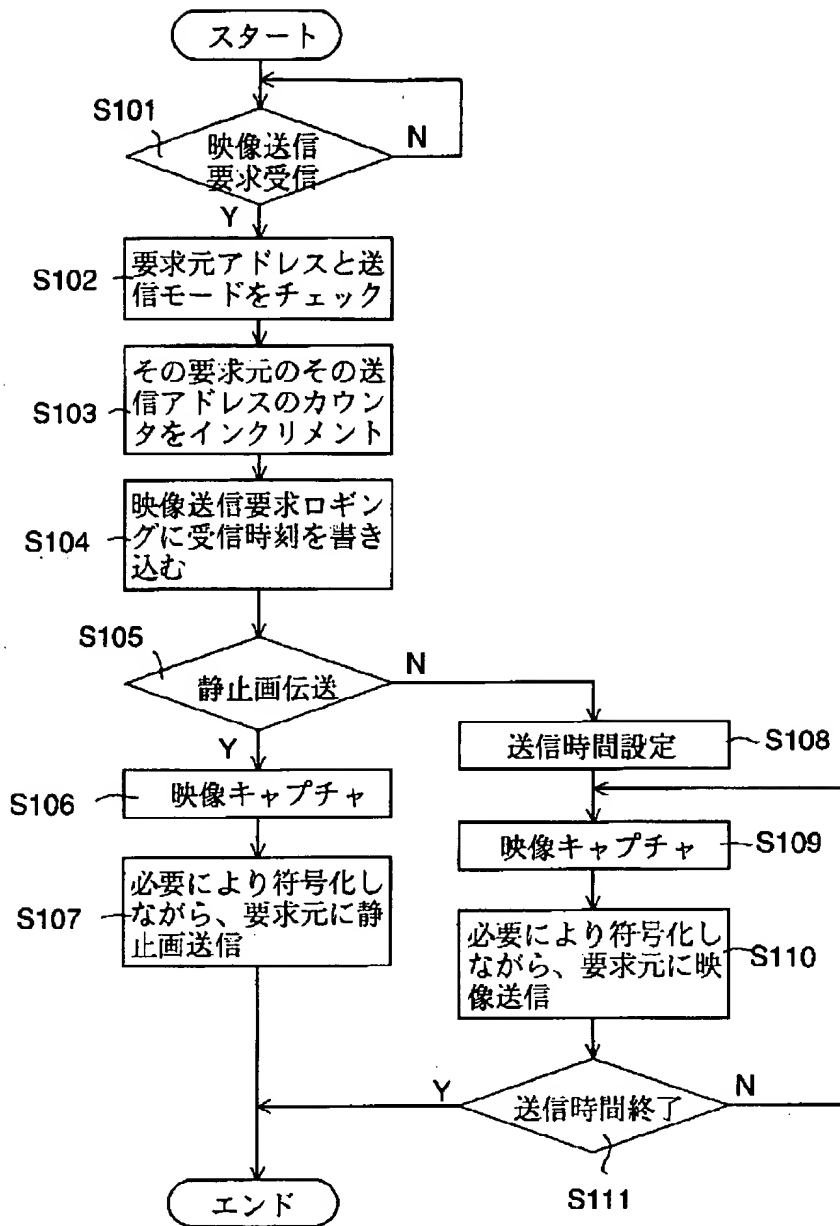 スタート
S101
映像送信
要求受信
N
Y
S102
要求元アドレスと送
信モードをチェック
S103
その要求元のその送
信アドレスのカウン
タをインクリメント
S104
映像送信要求ロギン
グに受信時刻を書き
込む
S105
静止画伝送
N
Y
S106
映像キャプチャ
S107
必要により符号化し
ながら、要求元に静
止画送信
送信時間設定
S108
映像キャプチャ
S109
必要により符号化し
ながら、要求元に映
像送信
S110
Y
送信時間終了
N
S111
エンド